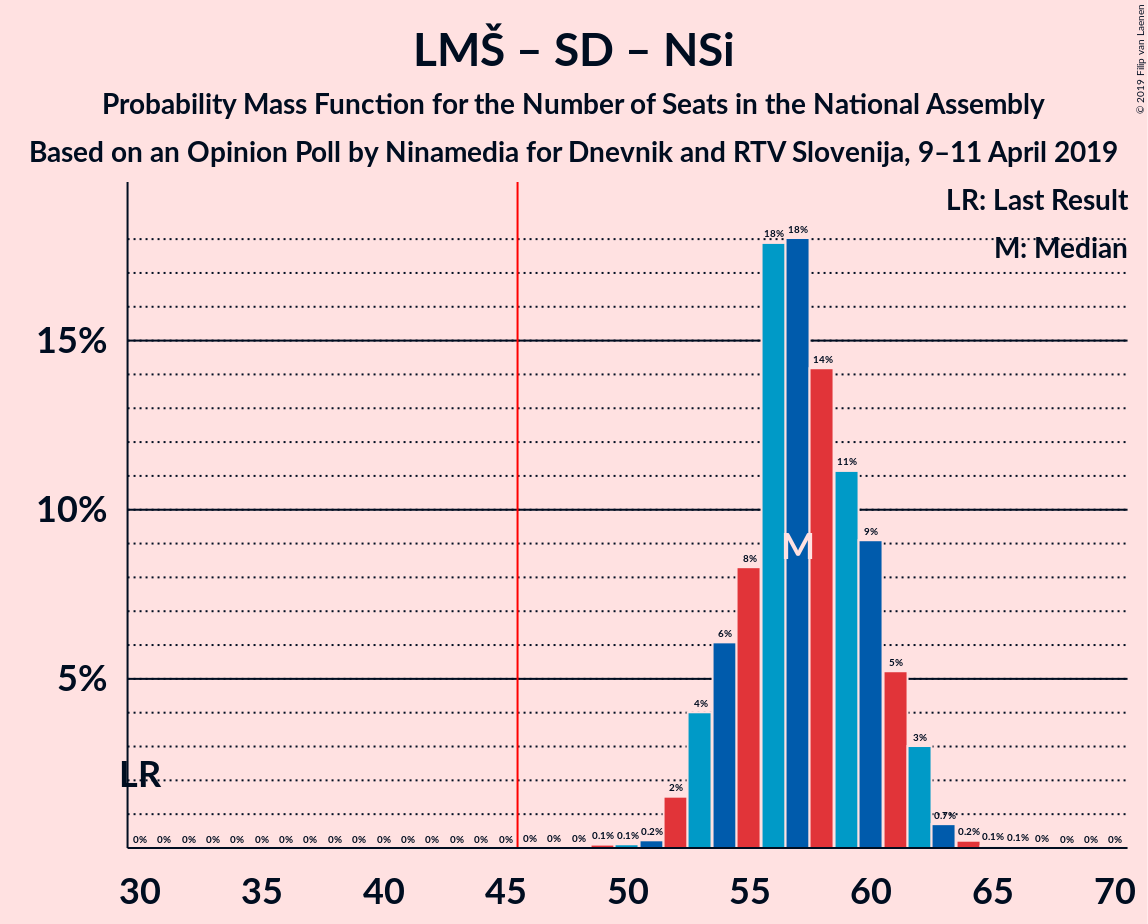 LMŠ – SD – NSi
Probability Mass Function for the Number of Seats in the National Assembly
Based on an Opinion Poll by Ninamedia for Dnevnik and RTV Slovenija, 9–11 April 2019
© 2019 Filip van Laenen
LR: Last Result
M: Median
15%
10%
5%
LR
M
0% 0% 0% 0% 0% 0% 0% 0% 0% 0% 0% 0% 0% 0% 0% 0% 0% 0% 0% 0.1% 0.1% 0.2% 2% 4% 6% 8% 18% 18% 14% 11% 9% 5% 3% 0.7% 0.2% 0.1% 0.1% 0% 0% 0% 0%
30 35 40 45 50 55 60 65 70